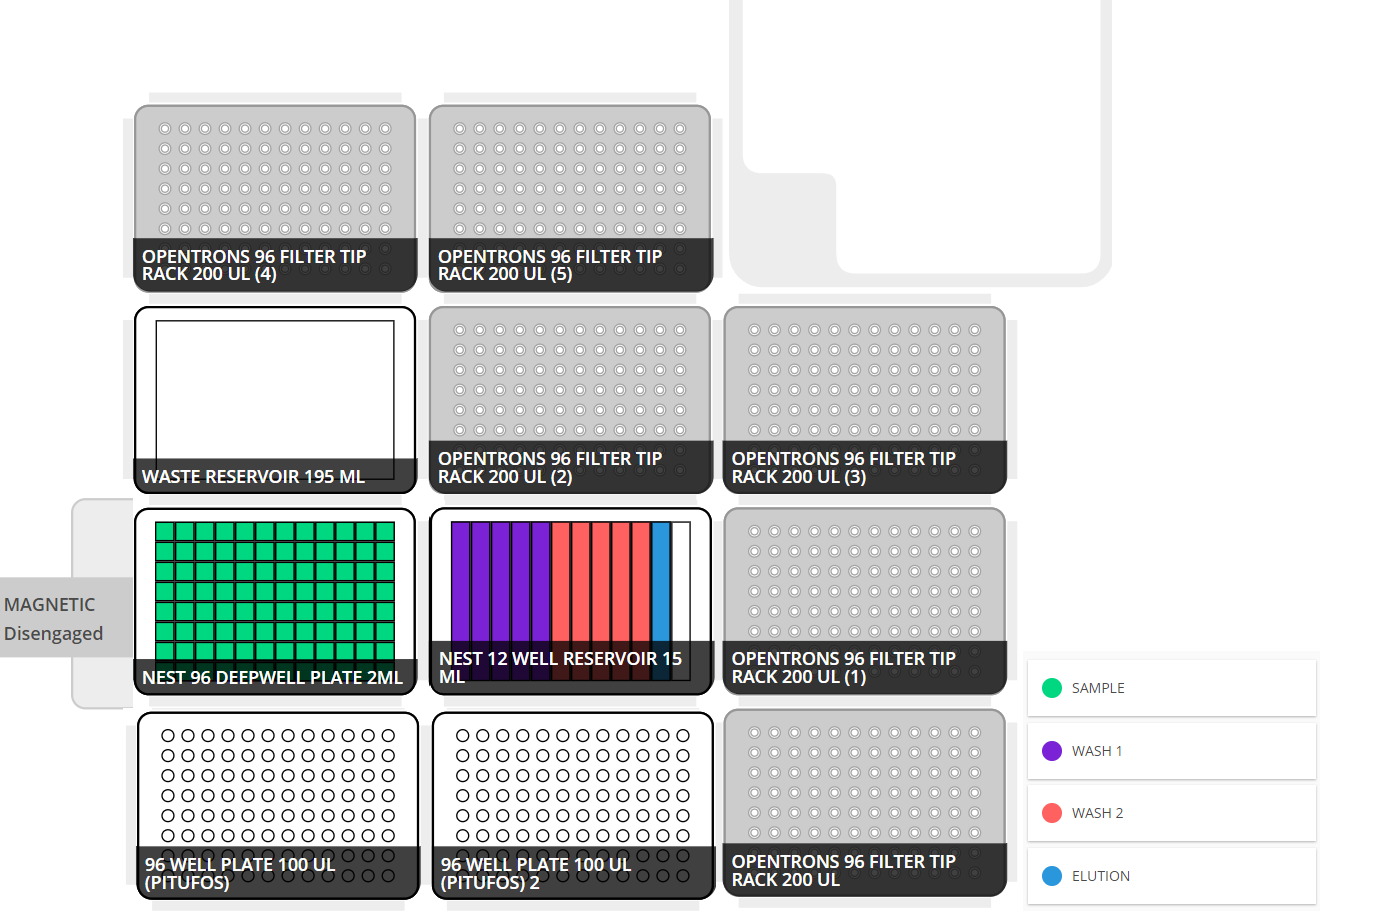 OPENTRONS 96 FILTER TIP
RACK 200 UL (4)
OPENTRONS 96 FILTER TIP
RACK 200 UL (5)
WASTE RESERVOIR 195 ML
OPENTRONS 96 FILTER TIP
RACK 200 UL (2)
OPENTRONS 96 FILTER TIP
RACK 200 UL (3)
MAGNETIC
Disengaged
NEST 96 DEEPWELL PLATE 2ML
NEST 12 WELL RESERVOIR 15
ML
OPENTRONS 96 FILTER TIP
RACK 200 UL (1)
96 WELL PLATE 100 UL
(PITUFOS)
96 WELL PLATE 100 UL
(PITUFOS) 2
OPENTRONS 96 FILTER TIP
RACK 200 UL
SAMPLE
WASH 1
WASH 2
ELUTION